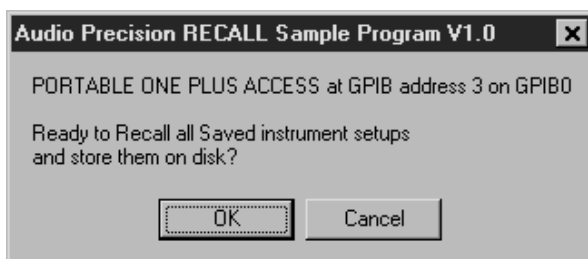 Audio Precision RECALL Sample Program V1.0
PORTABLE ONE PLUS ACCESS at GPIB address 3 on GPIB0
Ready to Recall all Saved instrument setups
and store them on disk?
OK
Cancel